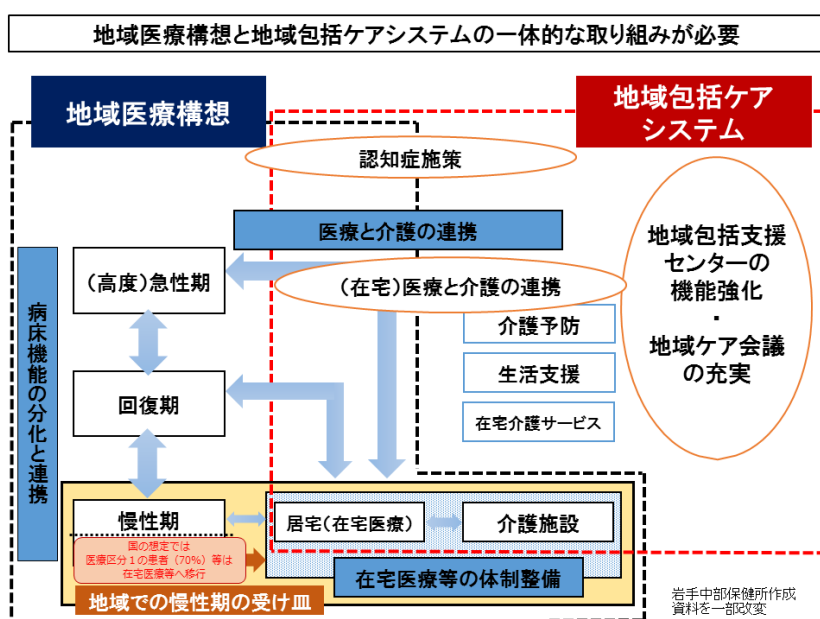 地域医療構想と地域包括ケアシステムの一体的な取り組みが必要
地域医療構想
地域包括ケア
システム
認知症施策
医療と介護の連携
(高度)急性期
(在宅)医療と介護の連携
地域包括支援
センターの
機能強化
・
地域ケア会議
の充実
病床機能の分化と連携
介護予防
生活支援
在宅介護サービス
回復期
慢性期
居宅(在宅医療)
介護施設
国の想定では
医療区分1の患者(70%)等は
在宅医療等へ移行
在宅医療等の体制整備
地域での慢性期の受け皿
岩手中部保健所作成
資料を一部改変